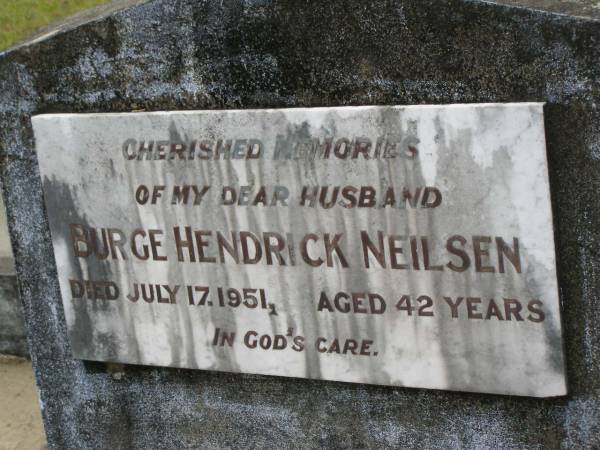 CHERISHED MEMORIES
OF MY DEAR HUSBAND
BURGE HENDRICK NEILSEN
DIED JULY 17. 1951, AGED 42 YEARS
IN GOD'S CARE.